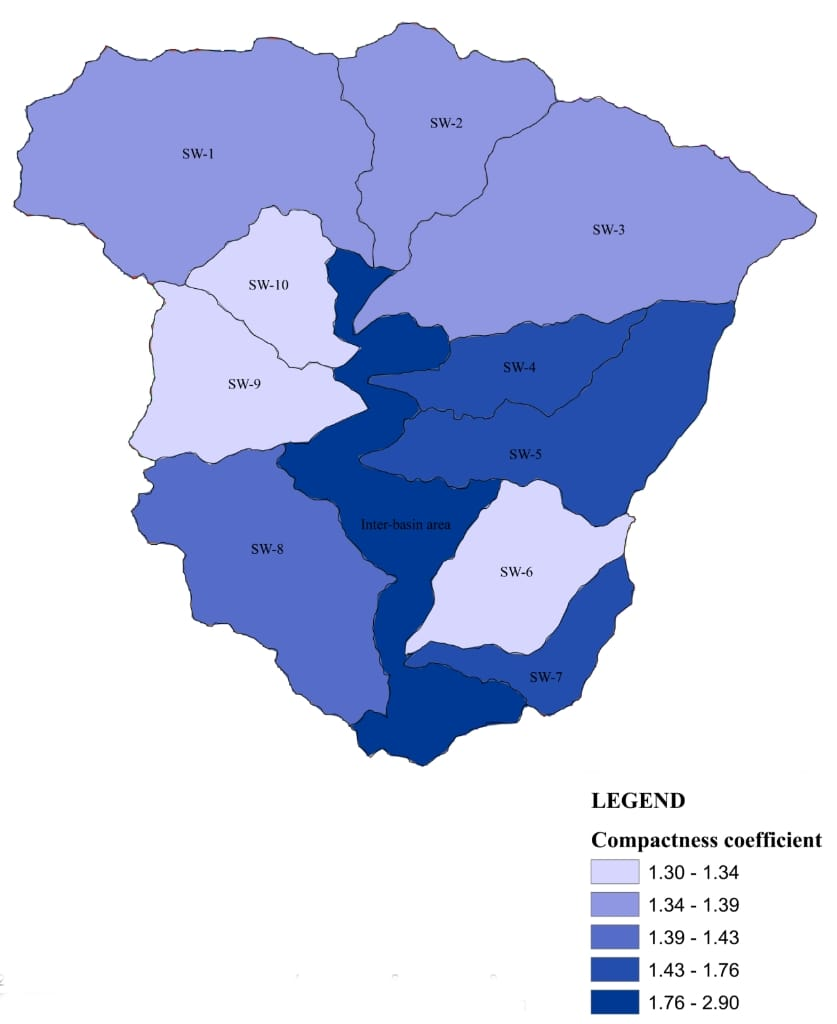 SW-2
SW-1
SW-3
SW-10
SW-4
SW-9
SW-5
Inter-basin area
SW-8
SW-6
SW-7
LEGEND
Compactness coefficient
1.30 - 1.34
1.34 - 1.39
1.39 - 1.43
1.43 - 1.76
1.76 - 2.90